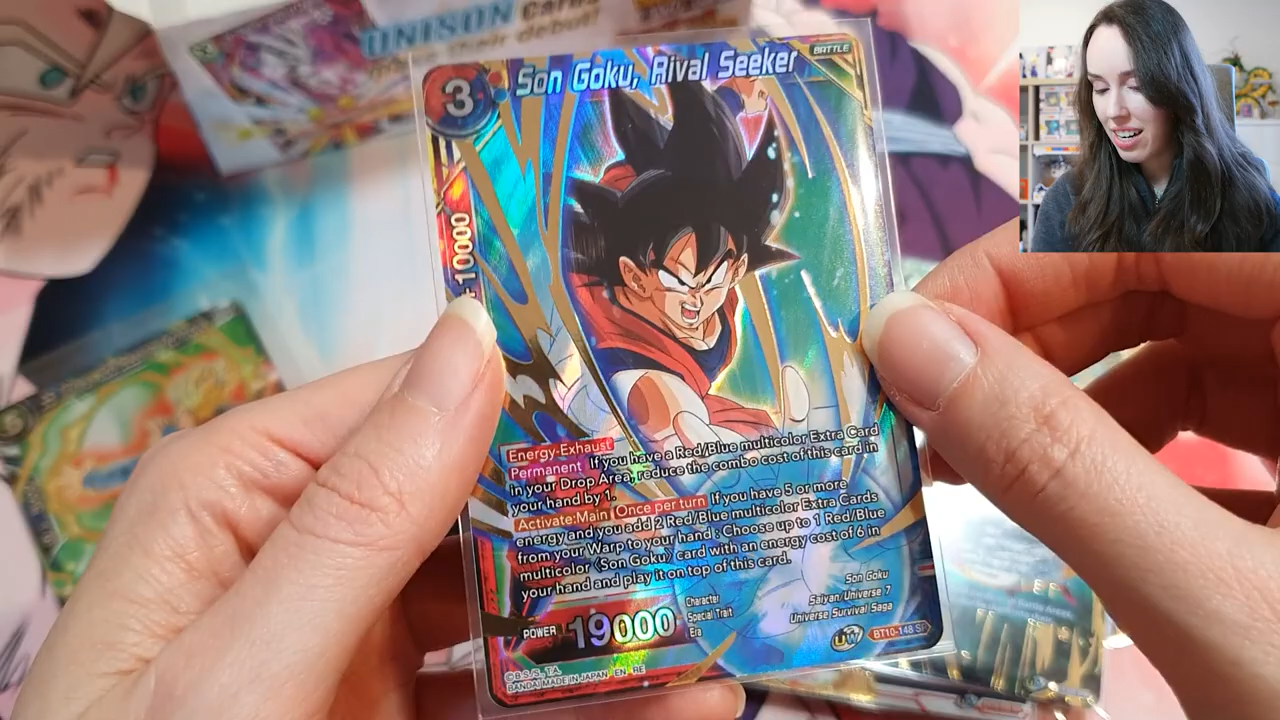 UNISON Cards
their debut!
Son Goku, Rival Seeker
BATTLE
3
10000
Energy-Exhaust
Permanent If you have a Red/Blue multicolor Extra Card
in your Drop Area, reduce the combo cost of this card in
your hand by 1.
Activate:Main Once per turn If you have 5 or more
energy and you add 2 Red/Blue multicolor Extra Cards
from your Warp to your hand : Choose up to 1 Red/Blue
multicolor 《Son Goku》 card with an energy cost of 6 in
your hand and play it on top of this card.
POWER 19000
Character Son Goku
Special Trait Saiyan/Universe 7
Era Universe Survival Saga
UW BT10-148 SR
©B.S./S., T.A.
BANDAI MADE IN JAPAN EN RE